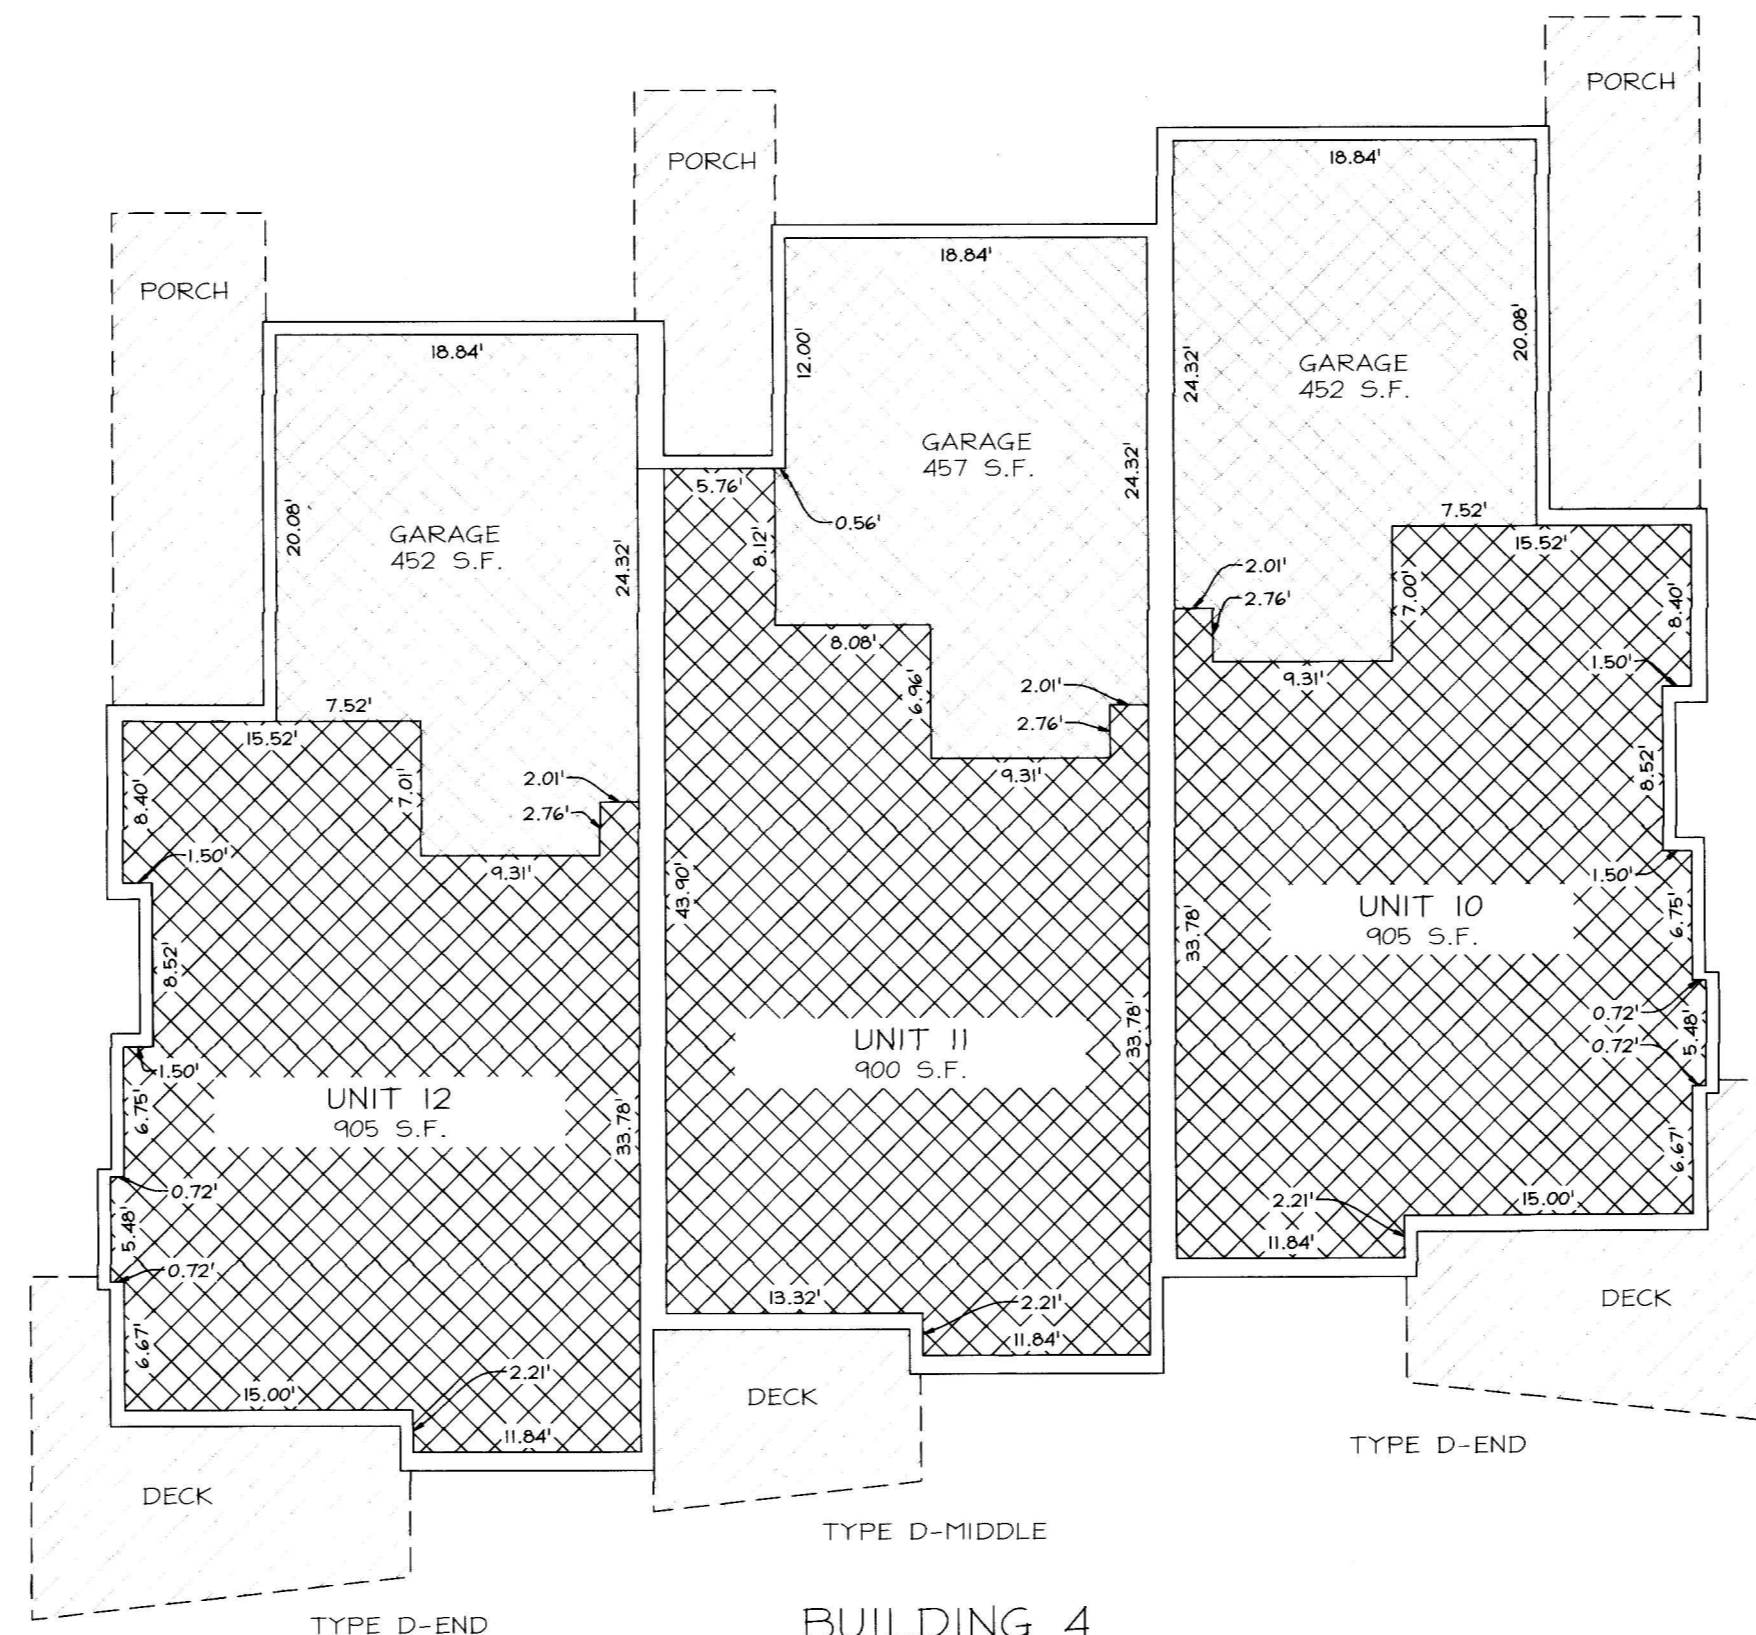 PORCH
18.84'
20.08'
GARAGE
452 S.F.
24.32'
7.52'
15.52'
8.40'
7.01'
2.01'
2.76'
9.31'
1.50'
8.52'
1.50'
6.75'
UNIT 12
905 S.F.
33.78'
0.72'
5.48'
0.72'
6.67'
15.00'
2.21'
11.84'
DECK
TYPE D-END
PORCH
18.84'
12.00'
GARAGE
457 S.F.
24.32'
5.76'
0.56'
8.12'
8.08'
6.96'
2.01'
2.76'
9.31'
43.90'
UNIT 11
900 S.F.
33.78'
13.32'
2.21'
11.84'
DECK
TYPE D-MIDDLE
PORCH
18.84'
24.32'
GARAGE
452 S.F.
20.08'
7.52'
15.52'
2.01'
2.76'
7.00'
8.40'
9.31'
1.50'
8.52'
1.50'
UNIT 10
905 S.F.
33.78'
6.75'
0.72'
5.48'
0.72'
6.67'
2.21'
15.00'
11.84'
DECK
TYPE D-END
BUILDING 4